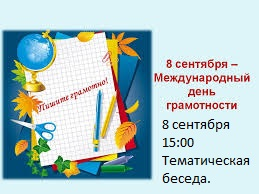 Пишите грамотно!
8 сентября –
Международный
день
грамотности
8 сентября
15:00
Тематическая
беседа.